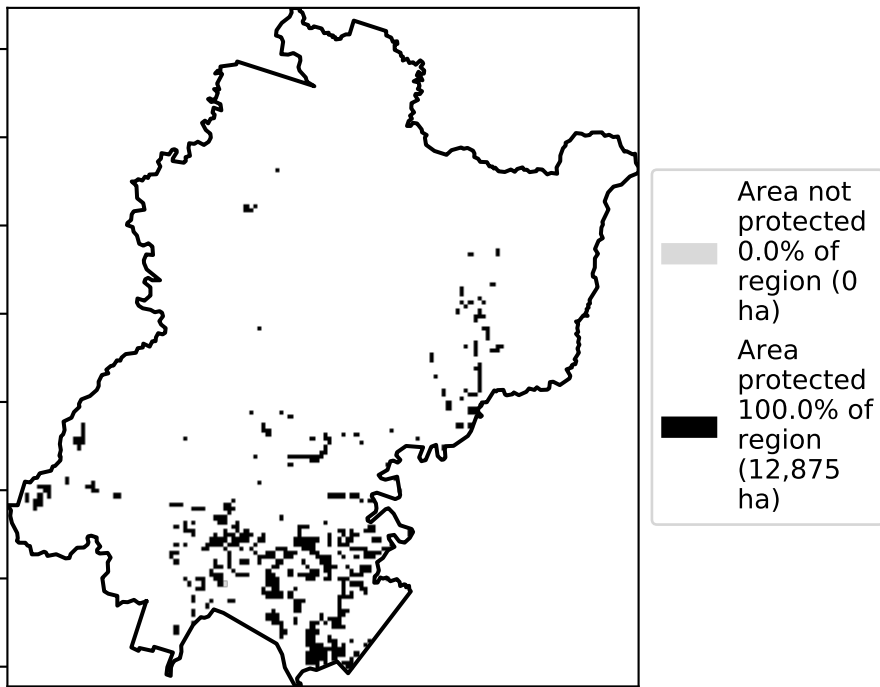 Area not
protected
0.0% of
region (0
ha)
Area
protected
100.0% of
region
(12,875
ha)